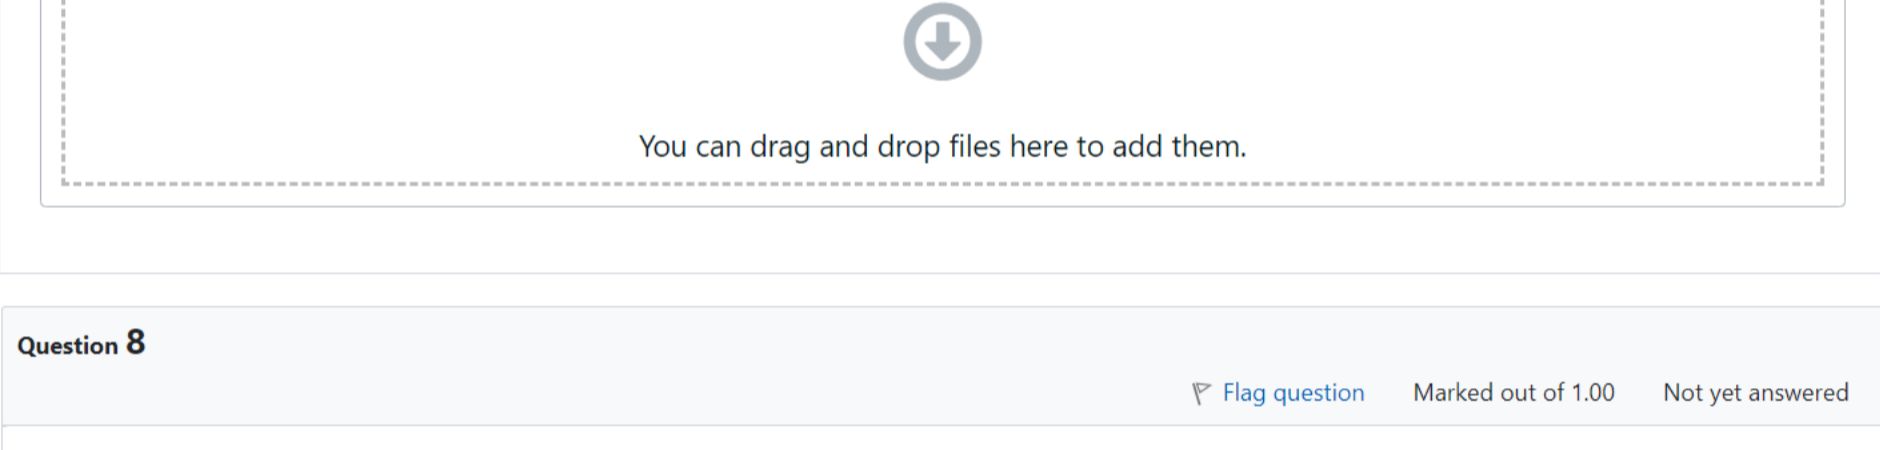 You can drag and drop files here to add them.
Question 8
Flag question Marked out of 1.00 Not yet answered